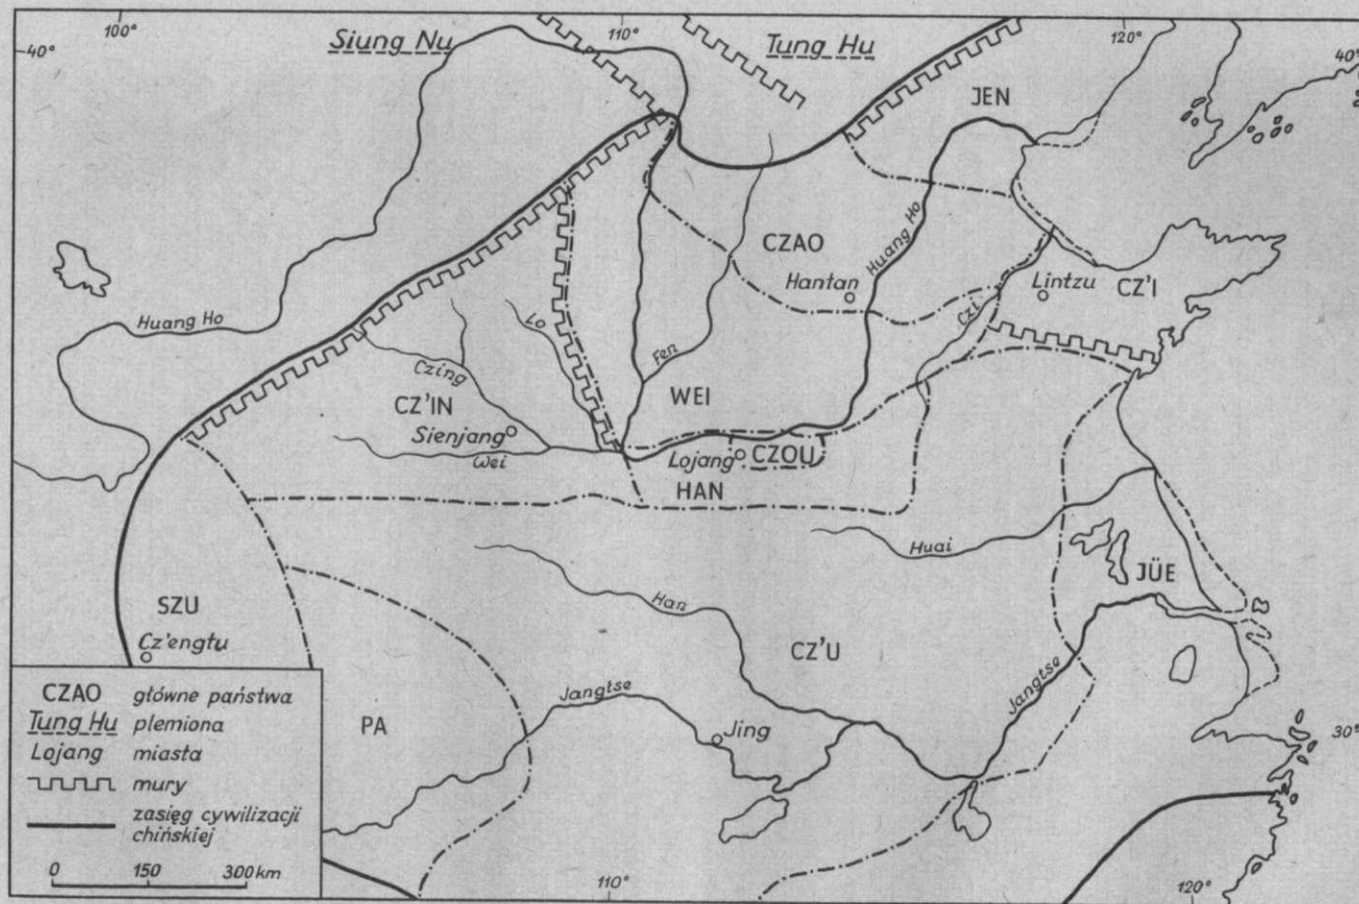 100°
110°
120°
40°
40°
Siung Nu
Tung Hu
JEN
CZAO
Huang Ho
Hantan
Lintzu
CZ'I
Czi
Huang Ho
Lo
Fen
Czing
CZ'IN
WEI
Sienjang
Wei
Lojang
CZOU
HAN
Huai
JÜE
Han
SZU
Cz'engtu
CZ'U
Jangtse
Jangtse
PA
Jing
30°
110°
120°
CZAO główne państwa
Tung Hu plemiona
Lojang miasta
mury
zasięg cywilizacji
chińskiej
0 150 300 km